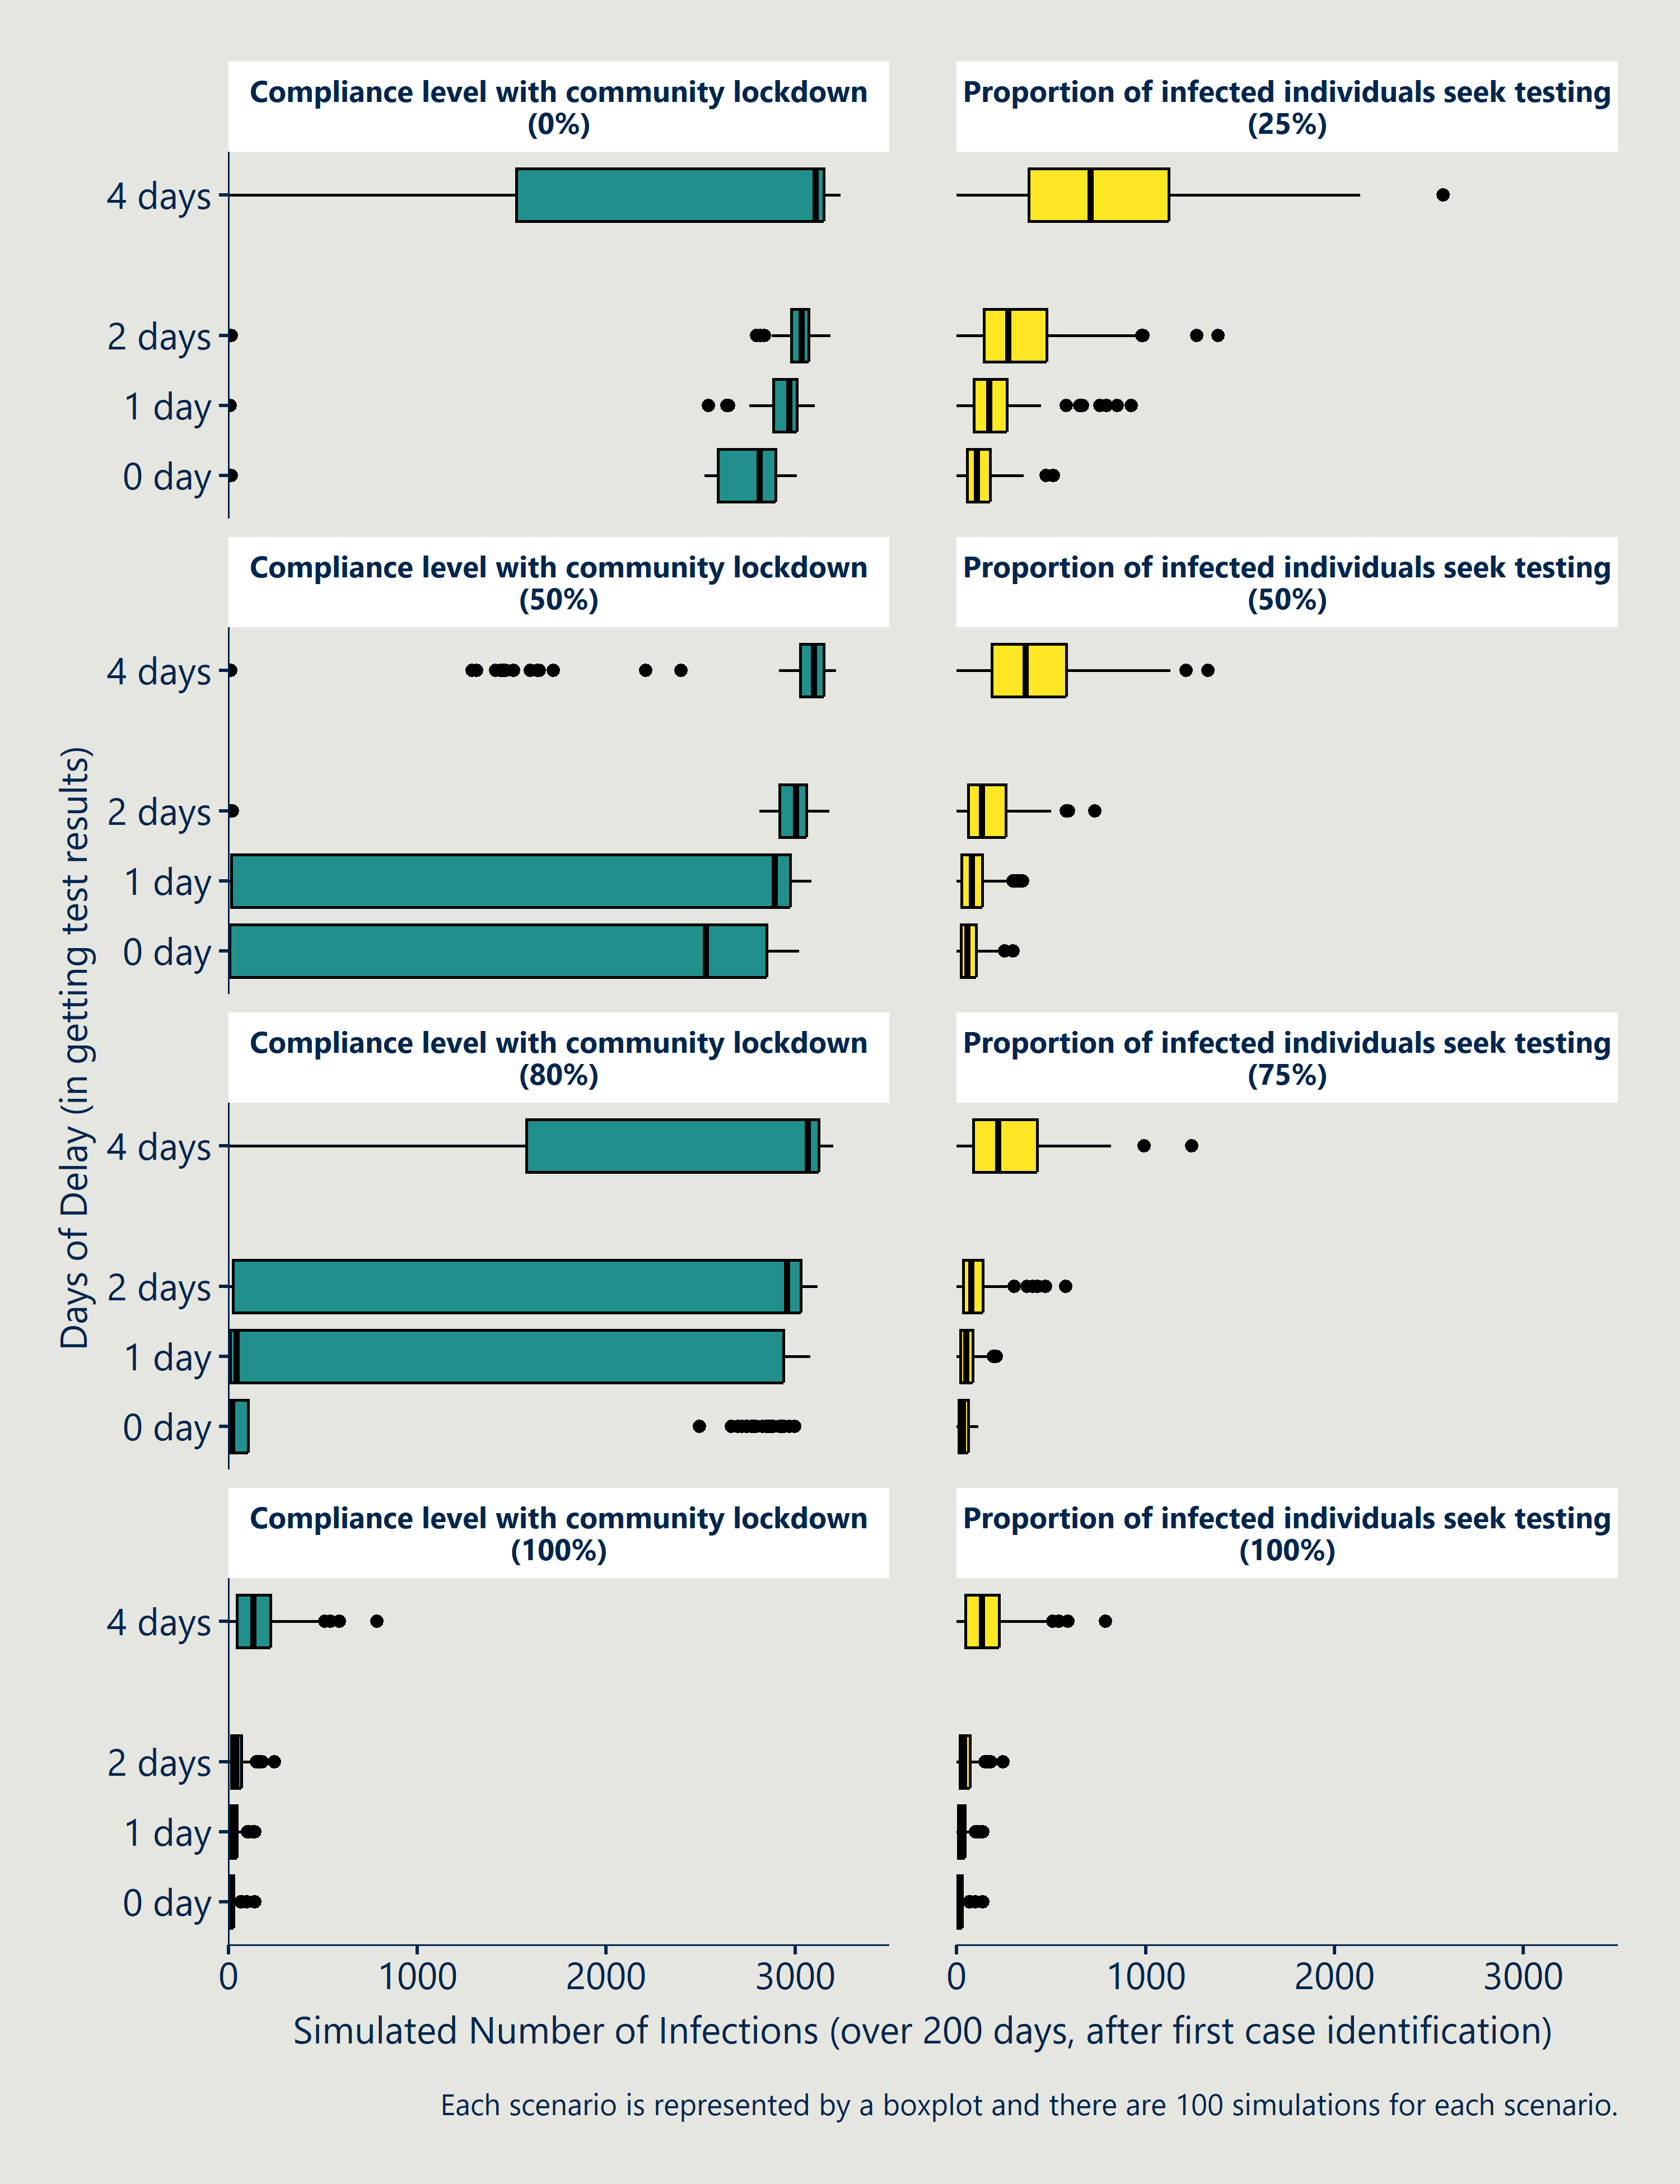 Compliance level with community lockdown
(0%)
Proportion of infected individuals seek testing
(25%)
4 days
2 days
1 day
0 day
Compliance level with community lockdown
(50%)
Proportion of infected individuals seek testing
(50%)
4 days
2 days
1 day
0 day
Compliance level with community lockdown
(80%)
Proportion of infected individuals seek testing
(75%)
4 days
2 days
1 day
0 day
Compliance level with community lockdown
(100%)
Proportion of infected individuals seek testing
(100%)
4 days
2 days
1 day
0 day
Days of Delay (in getting test results)
0 1000 2000 3000
0 1000 2000 3000
Simulated Number of Infections (over 200 days, after first case identification)
Each scenario is represented by a boxplot and there are 100 simulations for each scenario.